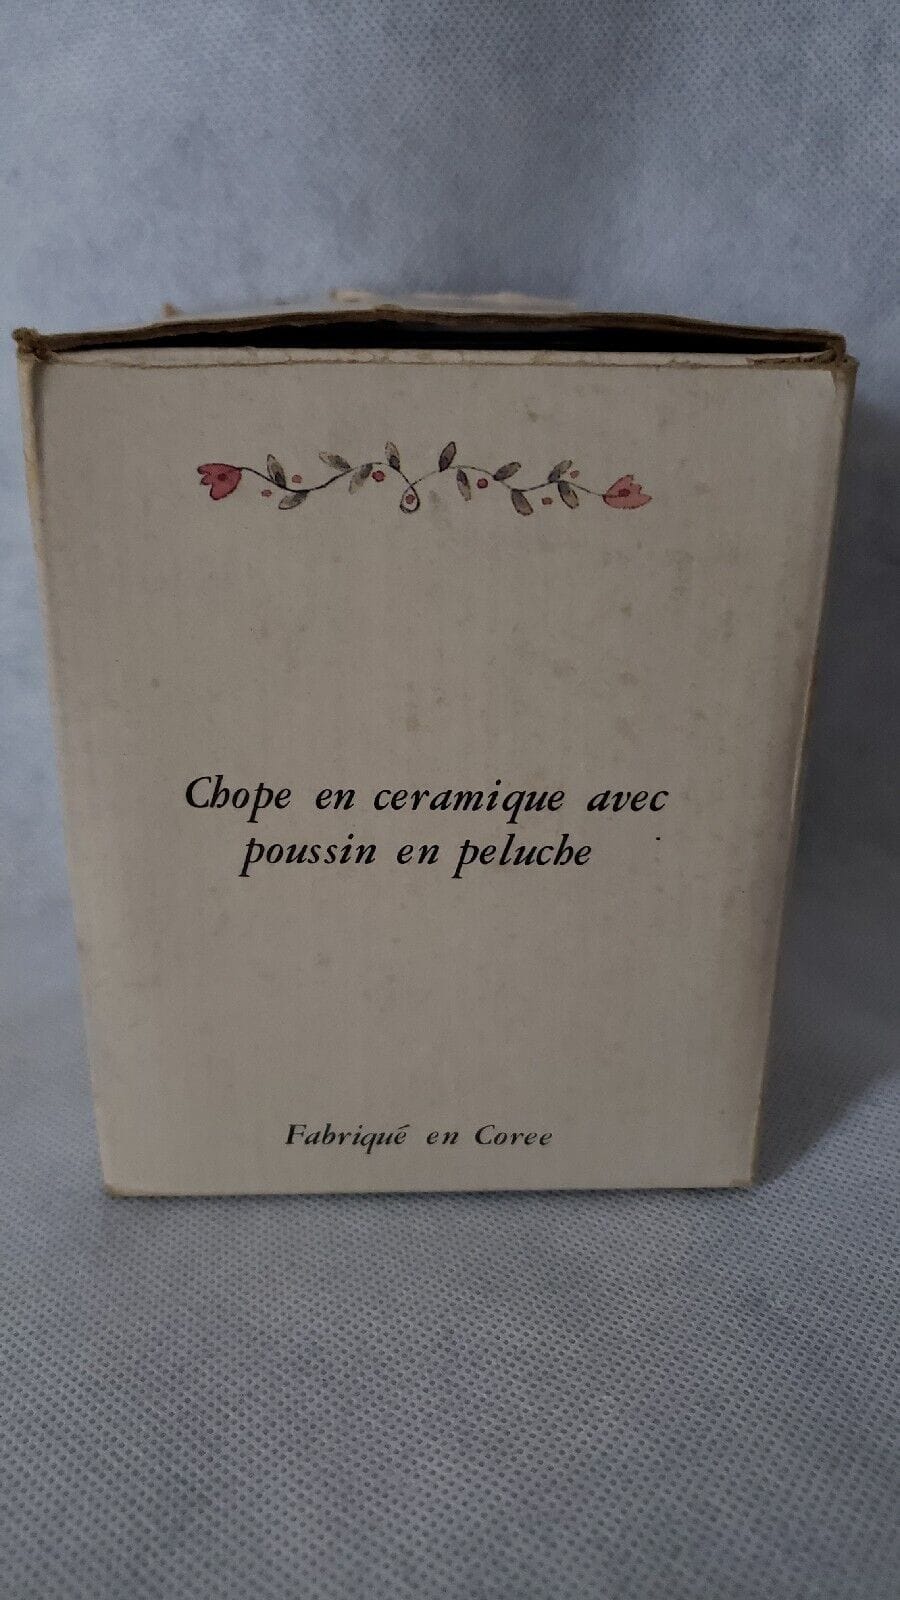 Chope en ceramique avec
poussin en peluche
Fabriqué en Coree